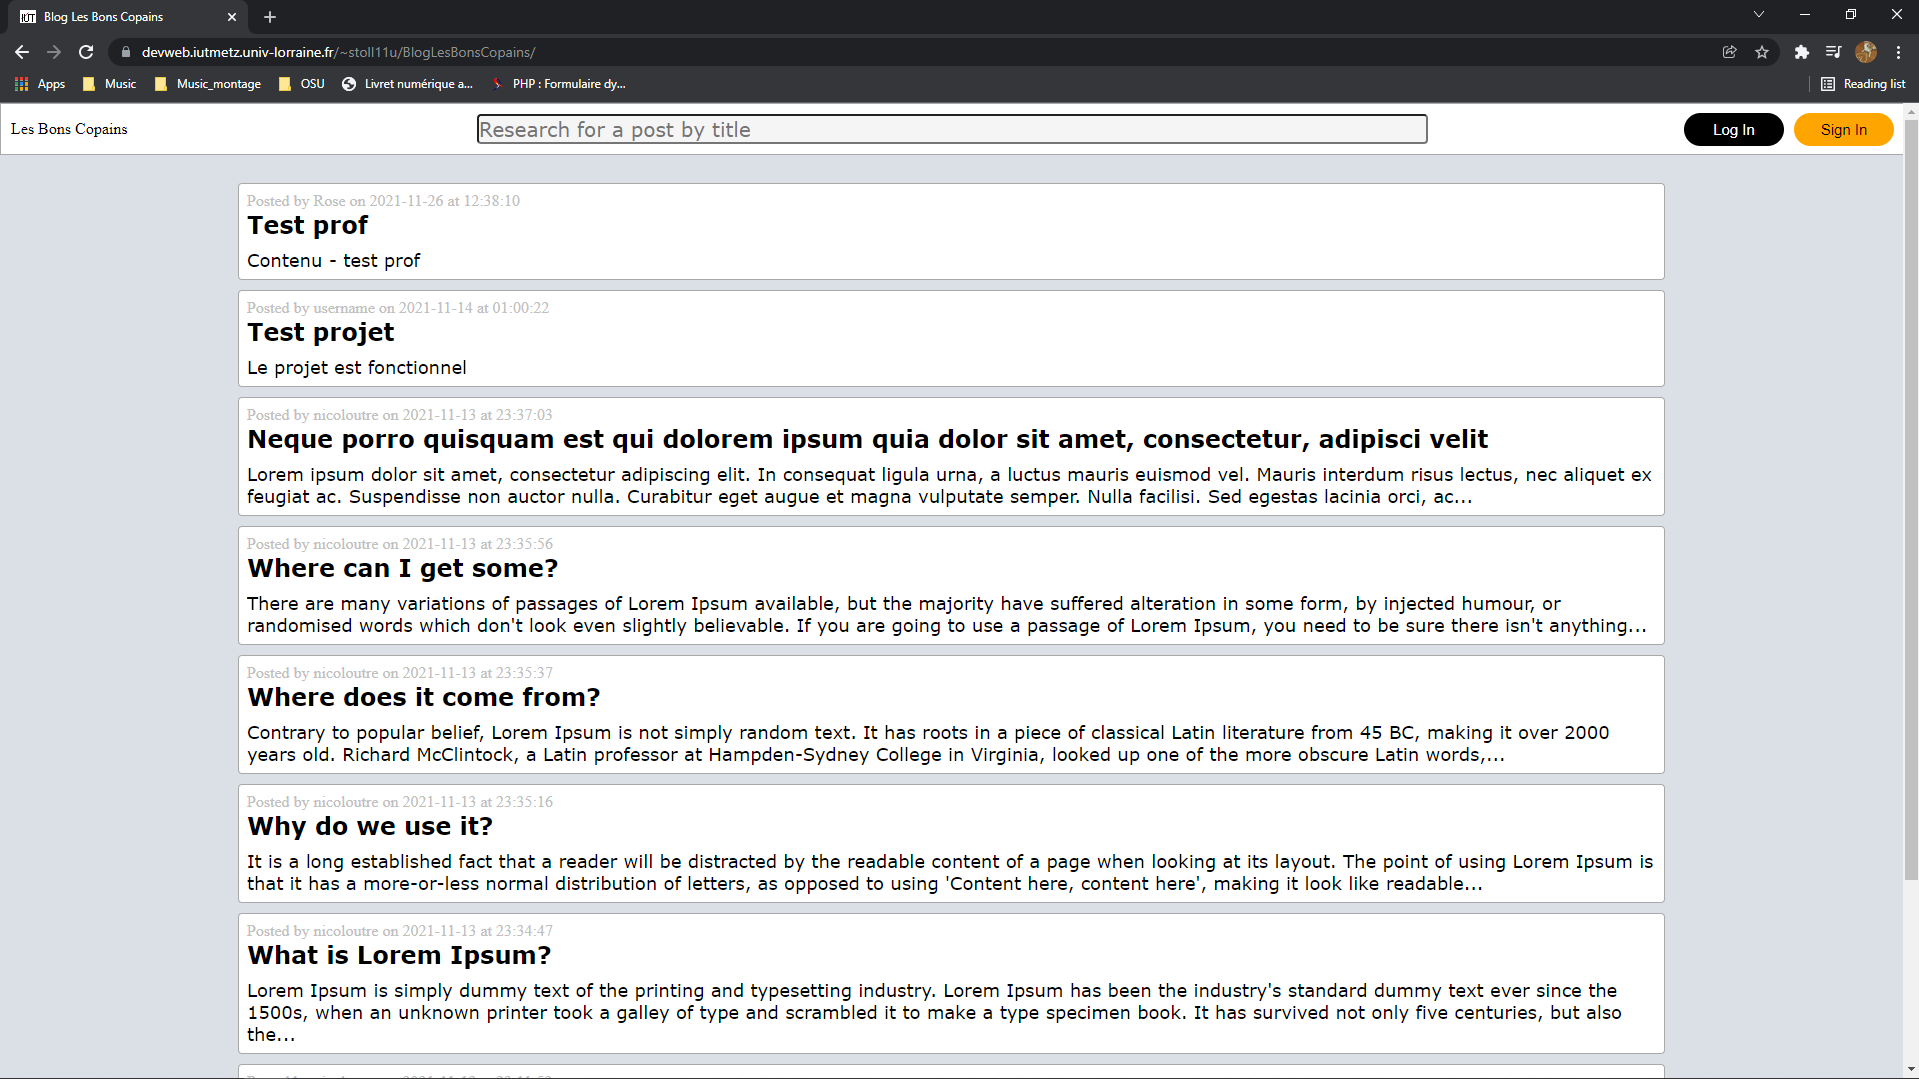 Blog Les Bons Copains
devweb.iutmetz.univ-lorraine.fr/~stoll11u/BlogLesBonsCopains/
Apps Music Music_montage OSU Livret numérique a... PHP : Formulaire dy... Reading list
Les Bons Copains Research for a post by title Log In Sign In
Posted by Rose on 2021-11-26 at 12:38:10
Test prof
Contenu - test prof
Posted by username on 2021-11-14 at 01:00:22
Test projet
Le projet est fonctionnel
Posted by nicoloutre on 2021-11-13 at 23:37:03
Neque porro quisquam est qui dolorem ipsum quia dolor sit amet, consectetur, adipisci velit
Lorem ipsum dolor sit amet, consectetur adipiscing elit. In consequat ligula urna, a luctus mauris euismod vel. Mauris interdum risus lectus, nec aliquet ex
feugiat ac. Suspendisse non auctor nulla. Curabitur eget augue et magna vulputate semper. Nulla facilisi. Sed egestas lacinia orci, ac...
Posted by nicoloutre on 2021-11-13 at 23:35:56
Where can I get some?
There are many variations of passages of Lorem Ipsum available, but the majority have suffered alteration in some form, by injected humour, or
randomised words which don't look even slightly believable. If you are going to use a passage of Lorem Ipsum, you need to be sure there isn't anything...
Posted by nicoloutre on 2021-11-13 at 23:35:37
Where does it come from?
Contrary to popular belief, Lorem Ipsum is not simply random text. It has roots in a piece of classical Latin literature from 45 BC, making it over 2000
years old. Richard McClintock, a Latin professor at Hampden-Sydney College in Virginia, looked up one of the more obscure Latin words,...
Posted by nicoloutre on 2021-11-13 at 23:35:16
Why do we use it?
It is a long established fact that a reader will be distracted by the readable content of a page when looking at its layout. The point of using Lorem Ipsum is
that it has a more-or-less normal distribution of letters, as opposed to using 'Content here, content here', making it look like readable...
Posted by nicoloutre on 2021-11-13 at 23:34:47
What is Lorem Ipsum?
Lorem Ipsum is simply dummy text of the printing and typesetting industry. Lorem Ipsum has been the industry's standard dummy text ever since the
1500s, when an unknown printer took a galley of type and scrambled it to make a type specimen book. It has survived not only five centuries, but also
the...